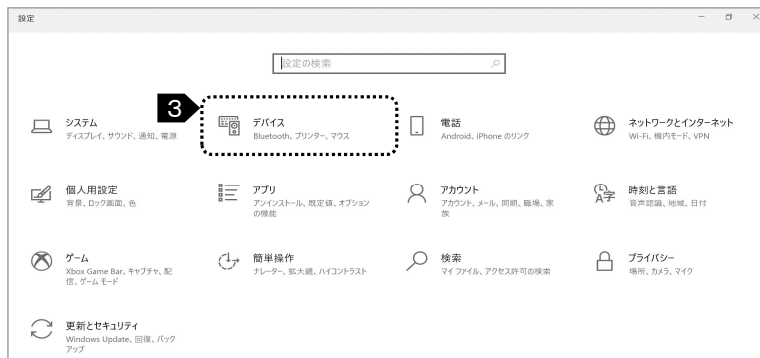 設定
設定の検索
3
システム
ディスプレイ、サウンド、通知、電源
デバイス
Bluetooth、プリンター、マウス
電話
Android、iPhone のリンク
ネットワークとインターネット
Wi-Fi、機内モード、VPN
個人用設定
背景、ロック画面、色
アプリ
アンインストール、既定値、オプション
の機能
アカウント
アカウント、メール、同期、職場、家
族
時刻と言語
音声認識、地域、日付
ゲーム
Xbox Game Bar、キャプチャ、配
信、ゲーム モード
簡単操作
ナレーター、拡大鏡、ハイコントラスト
検索
マイ ファイル、アクセス許可の検索
プライバシー
場所、カメラ、マイク
更新とセキュリティ
Windows Update、回復、バック
アップ